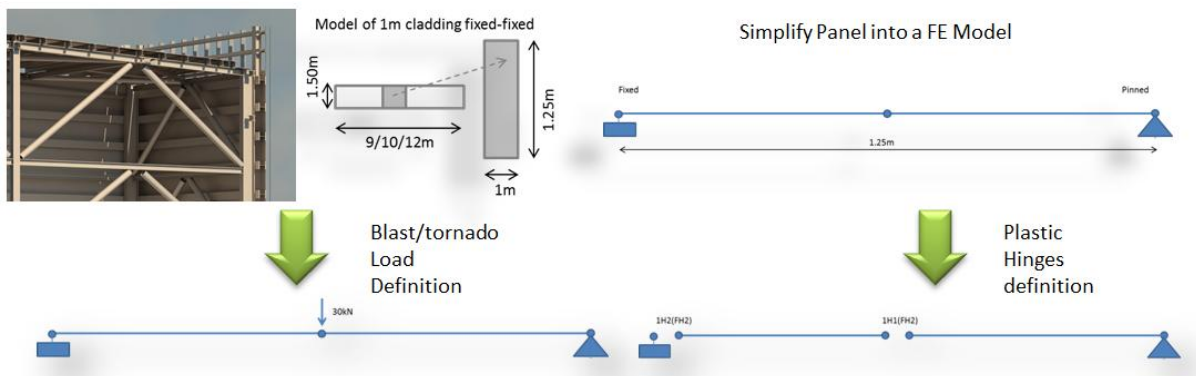 Model of 1m cladding fixed-fixed
1.50m
9/10/12m
1.25m
1m
Simplify Panel into a FE Model
Fixed
Pinned
1.25m
Blast/tornado
Load
Definition
Plastic
Hinges
definition
30kN
1H2(FH2)
1H1(FH2)